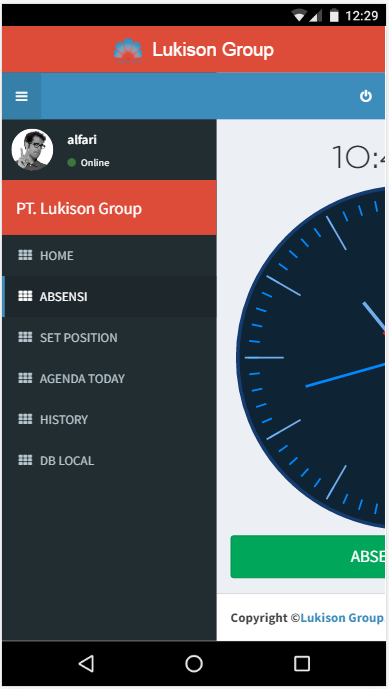 12:29
Lukison Group
alfari
Online
PT. Lukison Group
HOME
ABSENSI
SET POSITION
AGENDA TODAY
HISTORY
DB LOCAL
10:4
ABSE
Copyright ©Lukison Group